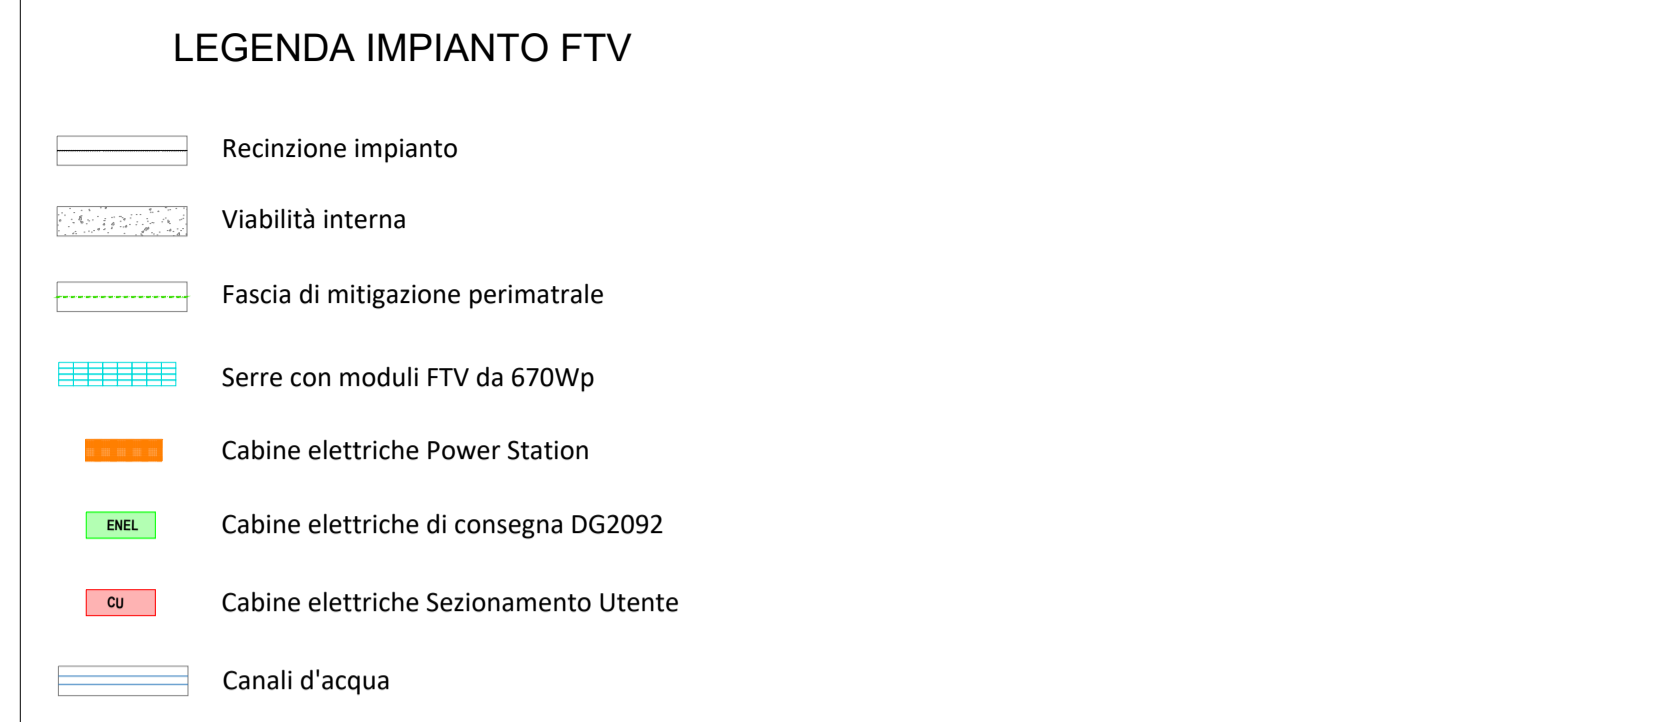 LEGENDA IMPIANTO FTV
Recinzione impianto
Viabilità interna
Fascia di mitigazione perimatrale
Serre con moduli FTV da 670Wp
Cabine elettriche Power Station
ENEL Cabine elettriche di consegna DG2092
CU Cabine elettriche Sezionamento Utente
Canali d'acqua